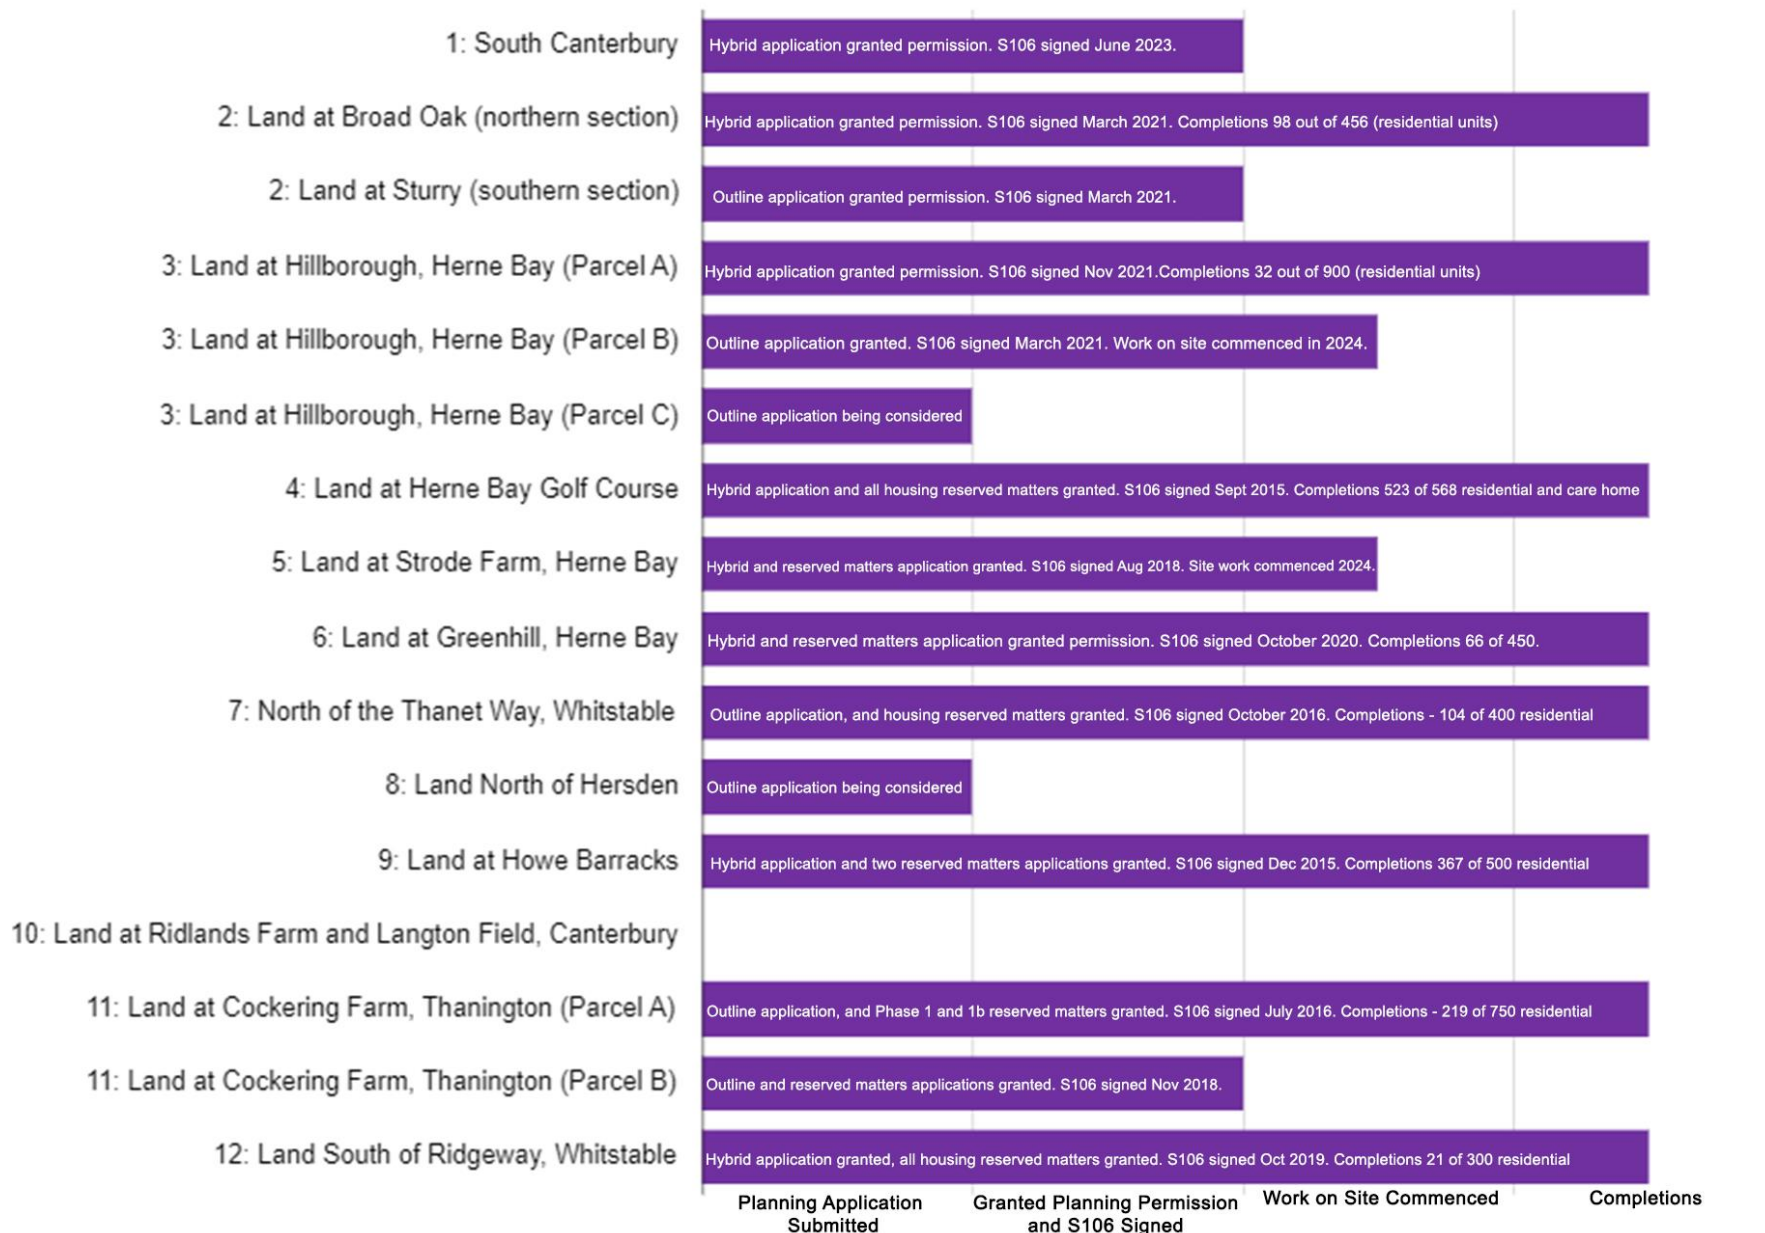 1: South Canterbury
Hybrid application granted permission. S106 signed June 2023.
2: Land at Broad Oak (northern section)
Hybrid application granted permission. S106 signed March 2021. Completions 98 out of 456 (residential units)
2: Land at Sturry (southern section)
Outline application granted permission. S106 signed March 2021.
3: Land at Hillborough, Herne Bay (Parcel A)
Hybrid application granted permission. S106 signed Nov 2021.Completions 32 out of 900 (residential units)
3: Land at Hillborough, Herne Bay (Parcel B)
Outline application granted. S106 signed March 2021. Work on site commenced in 2024.
3: Land at Hillborough, Herne Bay (Parcel C)
Outline application being considered
4: Land at Herne Bay Golf Course
Hybrid application and all housing reserved matters granted. S106 signed Sept 2015. Completions 523 of 568 residential and care home
5: Land at Strode Farm, Herne Bay
Hybrid and reserved matters application granted. S106 signed Aug 2018. Site work commenced 2024.
6: Land at Greenhill, Herne Bay
Hybrid and reserved matters application granted permission. S106 signed October 2020. Completions 66 of 450.
7: North of the Thanet Way, Whitstable
Outline application, and housing reserved matters granted. S106 signed October 2016. Completions - 104 of 400 residential
8: Land North of Hersden
Outline application being considered
9: Land at Howe Barracks
Hybrid application and two reserved matters applications granted. S106 signed Dec 2015. Completions 367 of 500 residential
10: Land at Ridlands Farm and Langton Field, Canterbury
11: Land at Cockering Farm, Thanington (Parcel A)
Outline application, and Phase 1 and 1b reserved matters granted. S106 signed July 2016. Completions - 219 of 750 residential
11: Land at Cockering Farm, Thanington (Parcel B)
Outline and reserved matters applications granted. S106 signed Nov 2018.
12: Land South of Ridgeway, Whitstable
Hybrid application granted, all housing reserved matters granted. S106 signed Oct 2019. Completions 21 of 300 residential
Planning Application
Submitted
Granted Planning Permission
and S106 Signed
Work on Site Commenced
Completions